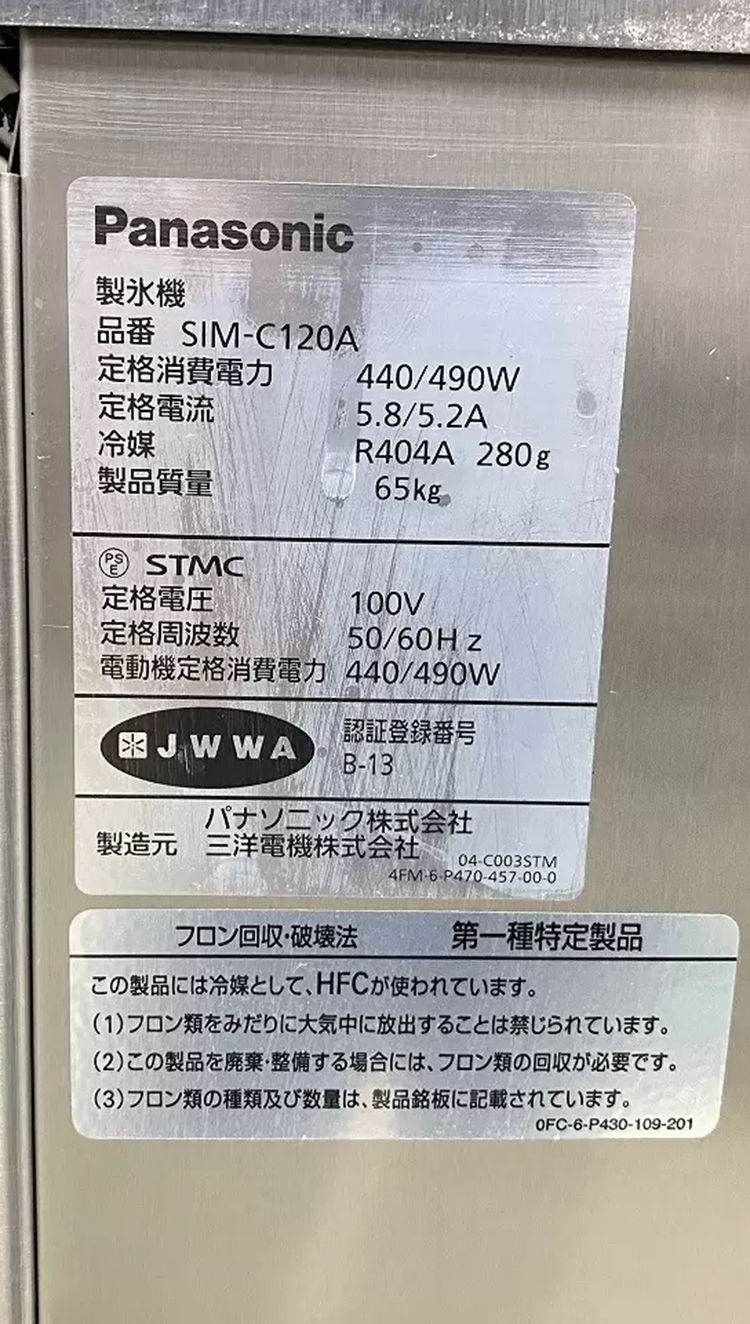 Panasonic
製氷機
品番 SIM-C120A
定格消費電力 440/490W
定格電流 5.8/5.2A
冷媒 R404A 280g
製品質量 65kg
PSE STMC
定格電圧 100V
定格周波数 50/60Hz
電動機定格消費電力 440/490W
JWWA 認証登録番号
B-13
パナソニック株式会社
製造元 三洋電機株式会社
04-C003STM
4FM-6-P470-457-00-0
フロン回収・破壊法 第一種特定製品
この製品には冷媒として、HFCが使われています。
(1)フロン類をみだりに大気中に放出することは禁じられています。
(2)この製品を廃棄・整備する場合には、フロン類の回収が必要です。
(3)フロン類の種類及び数量は、製品銘板に記載されています。
0FC-6-P430-109-201